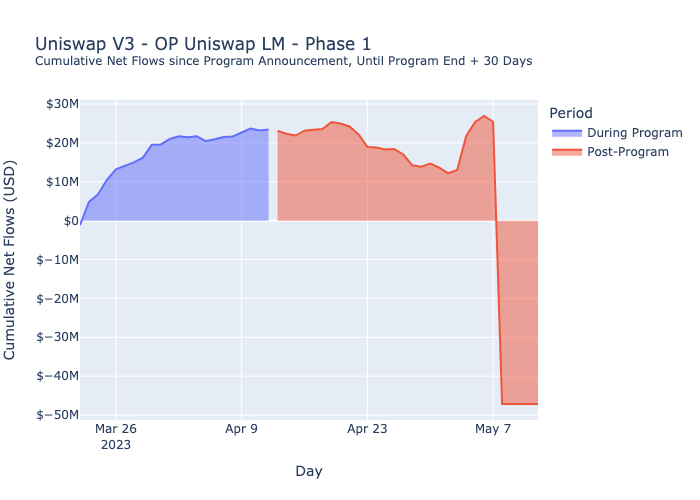 Uniswap V3 - OP Uniswap LM - Phase 1
Cumulative Net Flows since Program Announcement, Until Program End + 30 Days
Period
During Program
Post-Program
Cumulative Net Flows (USD)
$30M
$20M
$10M
$0
$−10M
$−20M
$−30M
$−40M
$−50M
Mar 26
2023
Apr 9
Apr 23
May 7
Day